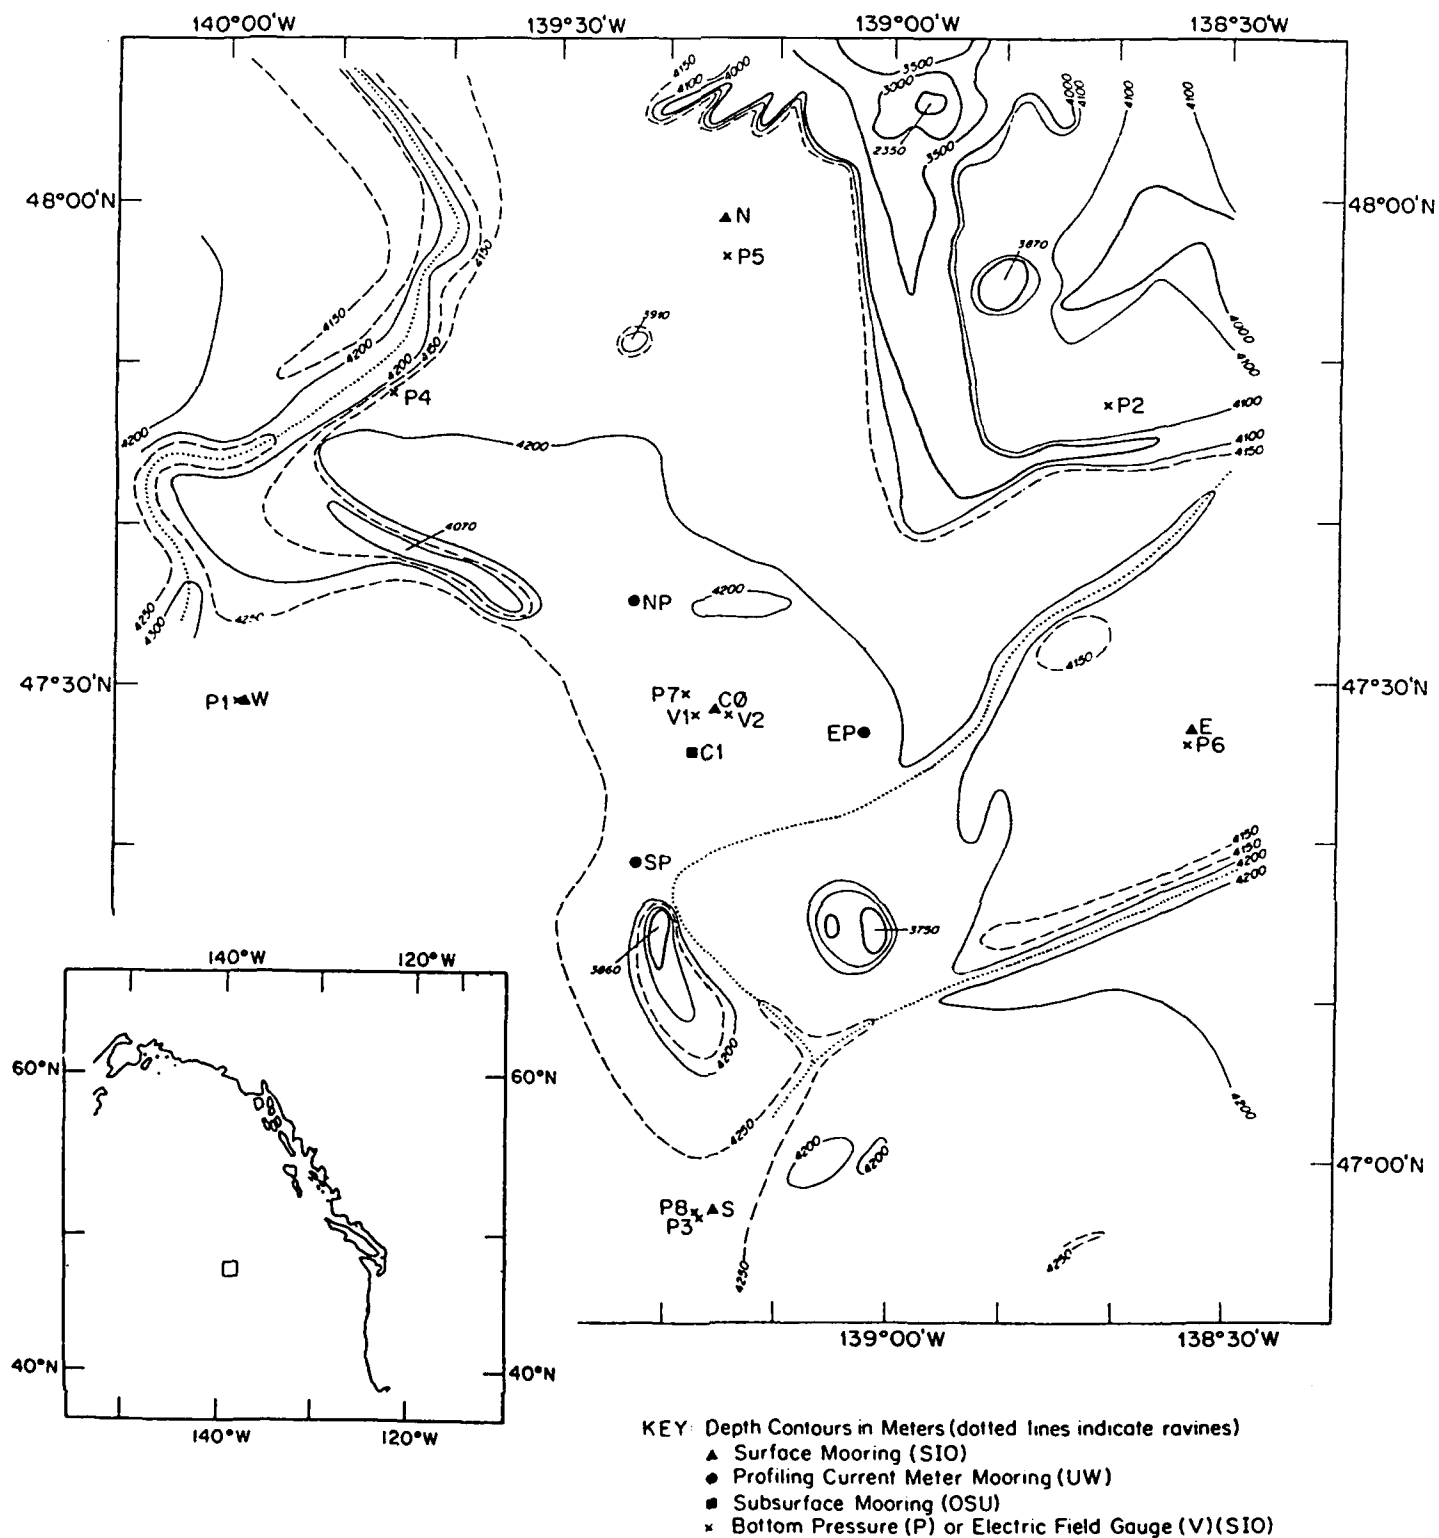 140°00'W 139°30'W 139°00'W 138°30'W
4150
4100
4000
3500
3000
2350
3500
4000
4100
4100
4100
48°00'N
48°00'N
N
P5
4150
3870
3910
4150
4200
4200
4150
P4
4000
4100
P2
4100
4200
4200
4100
4150
4070
NP
4200
4250
4300
4250
4150
47°30'N
47°30'N
P1 W
P7
CØ
V1 V2
C1
EP
E
P6
SP
4150
4150
4200
4200
3750
3860
4200
4200
4250
4200
4200
47°00'N
P8 S
P3
4250
4250
139°00'W 138°30'W
140°W 120°W
60°N 60°N
40°N 40°N
140°W 120°W
KEY: Depth Contours in Meters (dotted lines indicate ravines)
▲ Surface Mooring (SIO)
● Profiling Current Meter Mooring (UW)
■ Subsurface Mooring (OSU)
× Bottom Pressure (P) or Electric Field Gauge (V) (SIO)